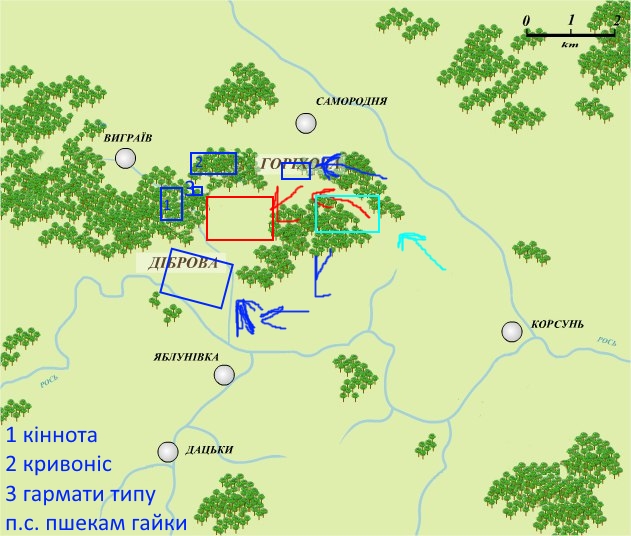 0 1 2
km
САМОРОДНЯ
ВИГРАЇВ
2 ГОРІХОВА
3
1
ДІБРОВА
КОРСУНЬ
РОСЬ
ЯБЛУНІВКА
РОСЬ
ДАЦЬКИ
1 кіннота
2 кривоніс
3 гармати типу
п.с. пшекам гайки